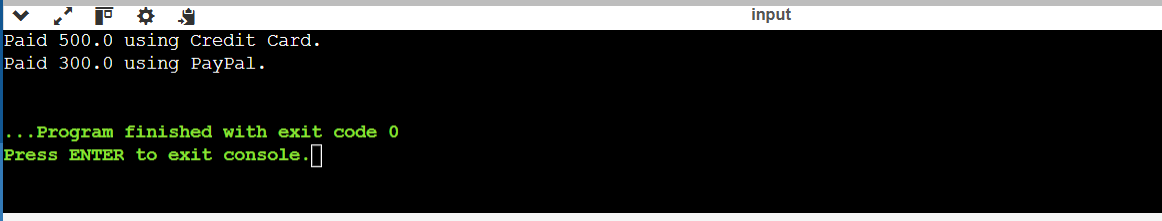 input
Paid 500.0 using Credit Card.
Paid 300.0 using PayPal.
...Program finished with exit code 0
Press ENTER to exit console.